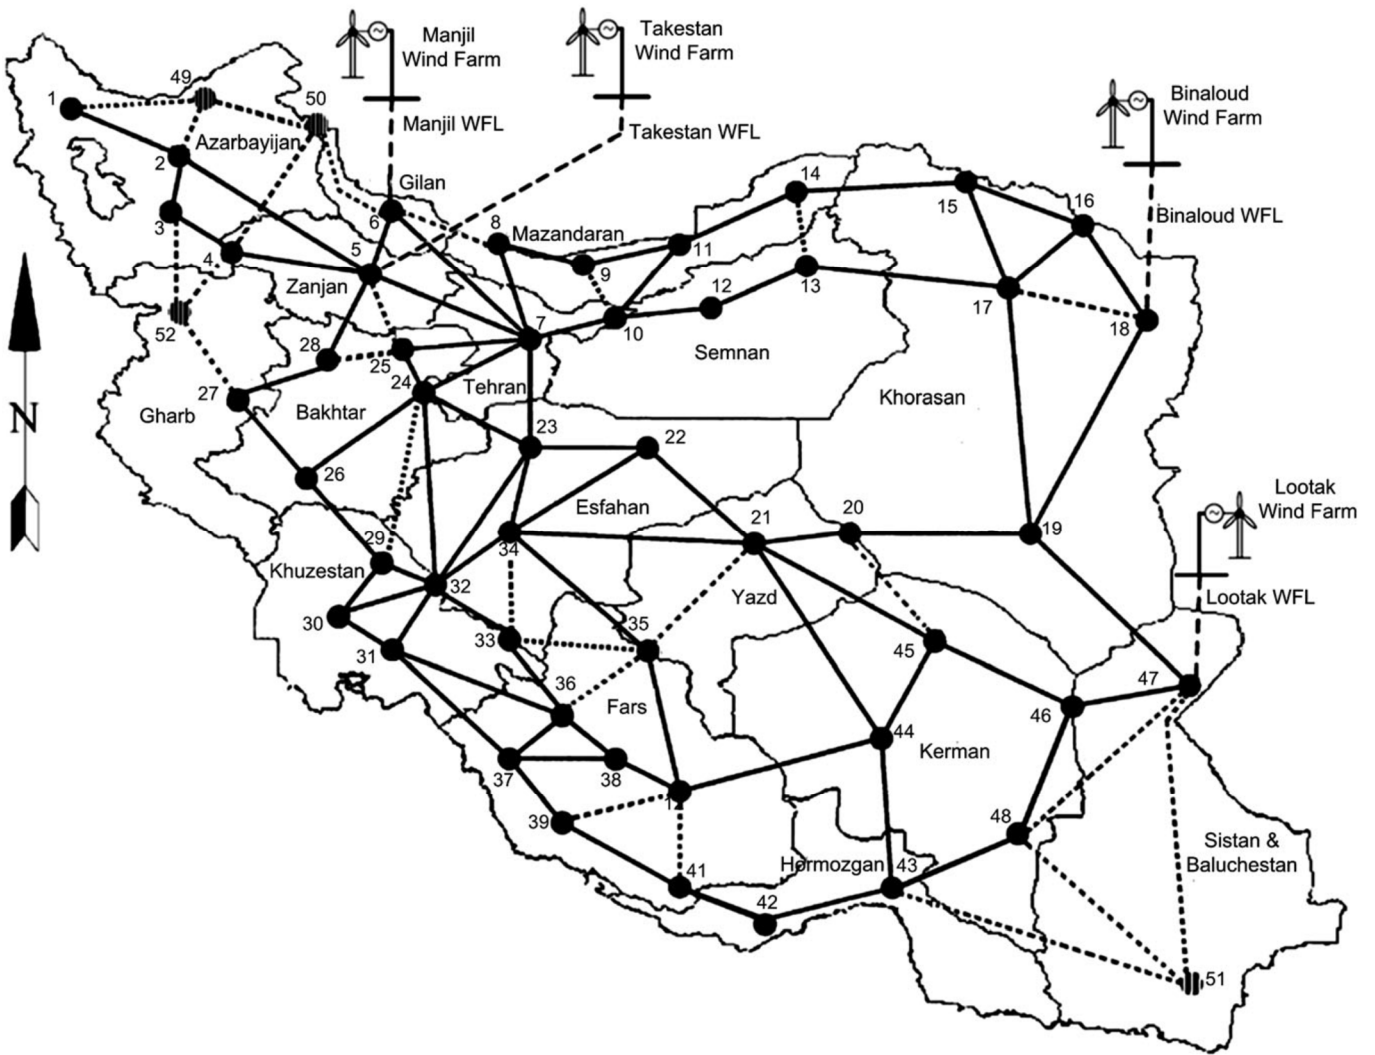 Manjil
Wind Farm
Takestan
Wind Farm
Binaloud
Wind Farm
49
1
50
Manjil WFL
Takestan WFL
Azarbayijan
2
Gilan
14
15
16
Binaloud WFL
3
6
8
Mazandaran
11
4
5
Zanjan
9
12
13
17
18
52
7
10
28
25
24
Tehran
Semnan
27
Gharb
Bakhtar
Khorasan
23
22
26
Esfahan
21
20
19
Lootak
Wind Farm
29
34
Khuzestan
32
Yazd
Lootak WFL
30
33
35
31
45
36
Fars
47
46
44
Kerman
37
38
12
39
48
Sistan &
Baluchestan
41
Hormozgan
43
42
51
N